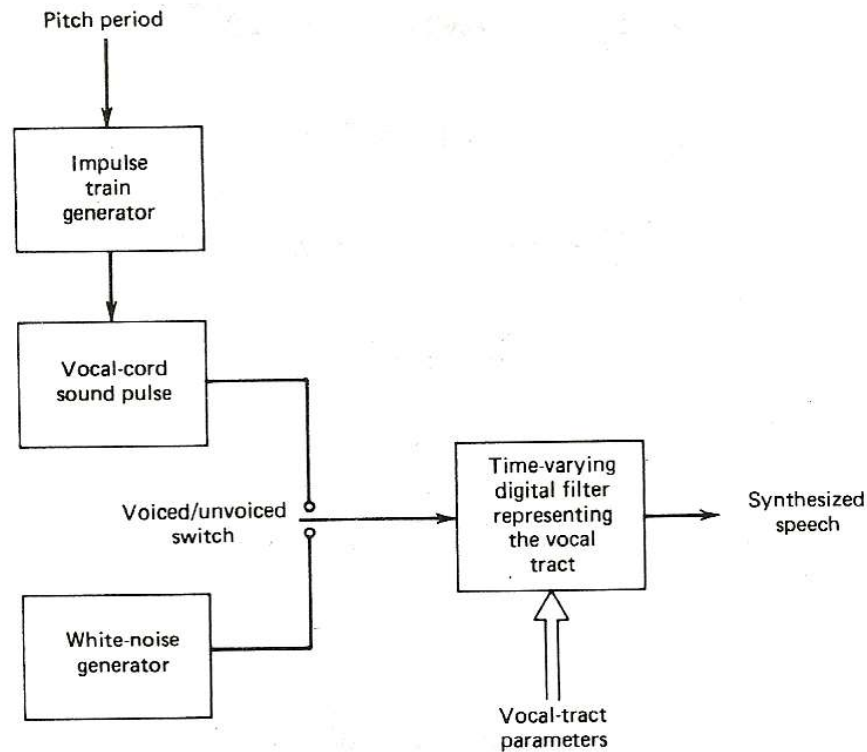 Pitch period
Impulse
train
generator
Vocal-cord
sound pulse
Voiced/unvoiced
switch
White-noise
generator
Time-varying
digital filter
representing
the vocal
tract
Synthesized
speech
Vocal-tract
parameters